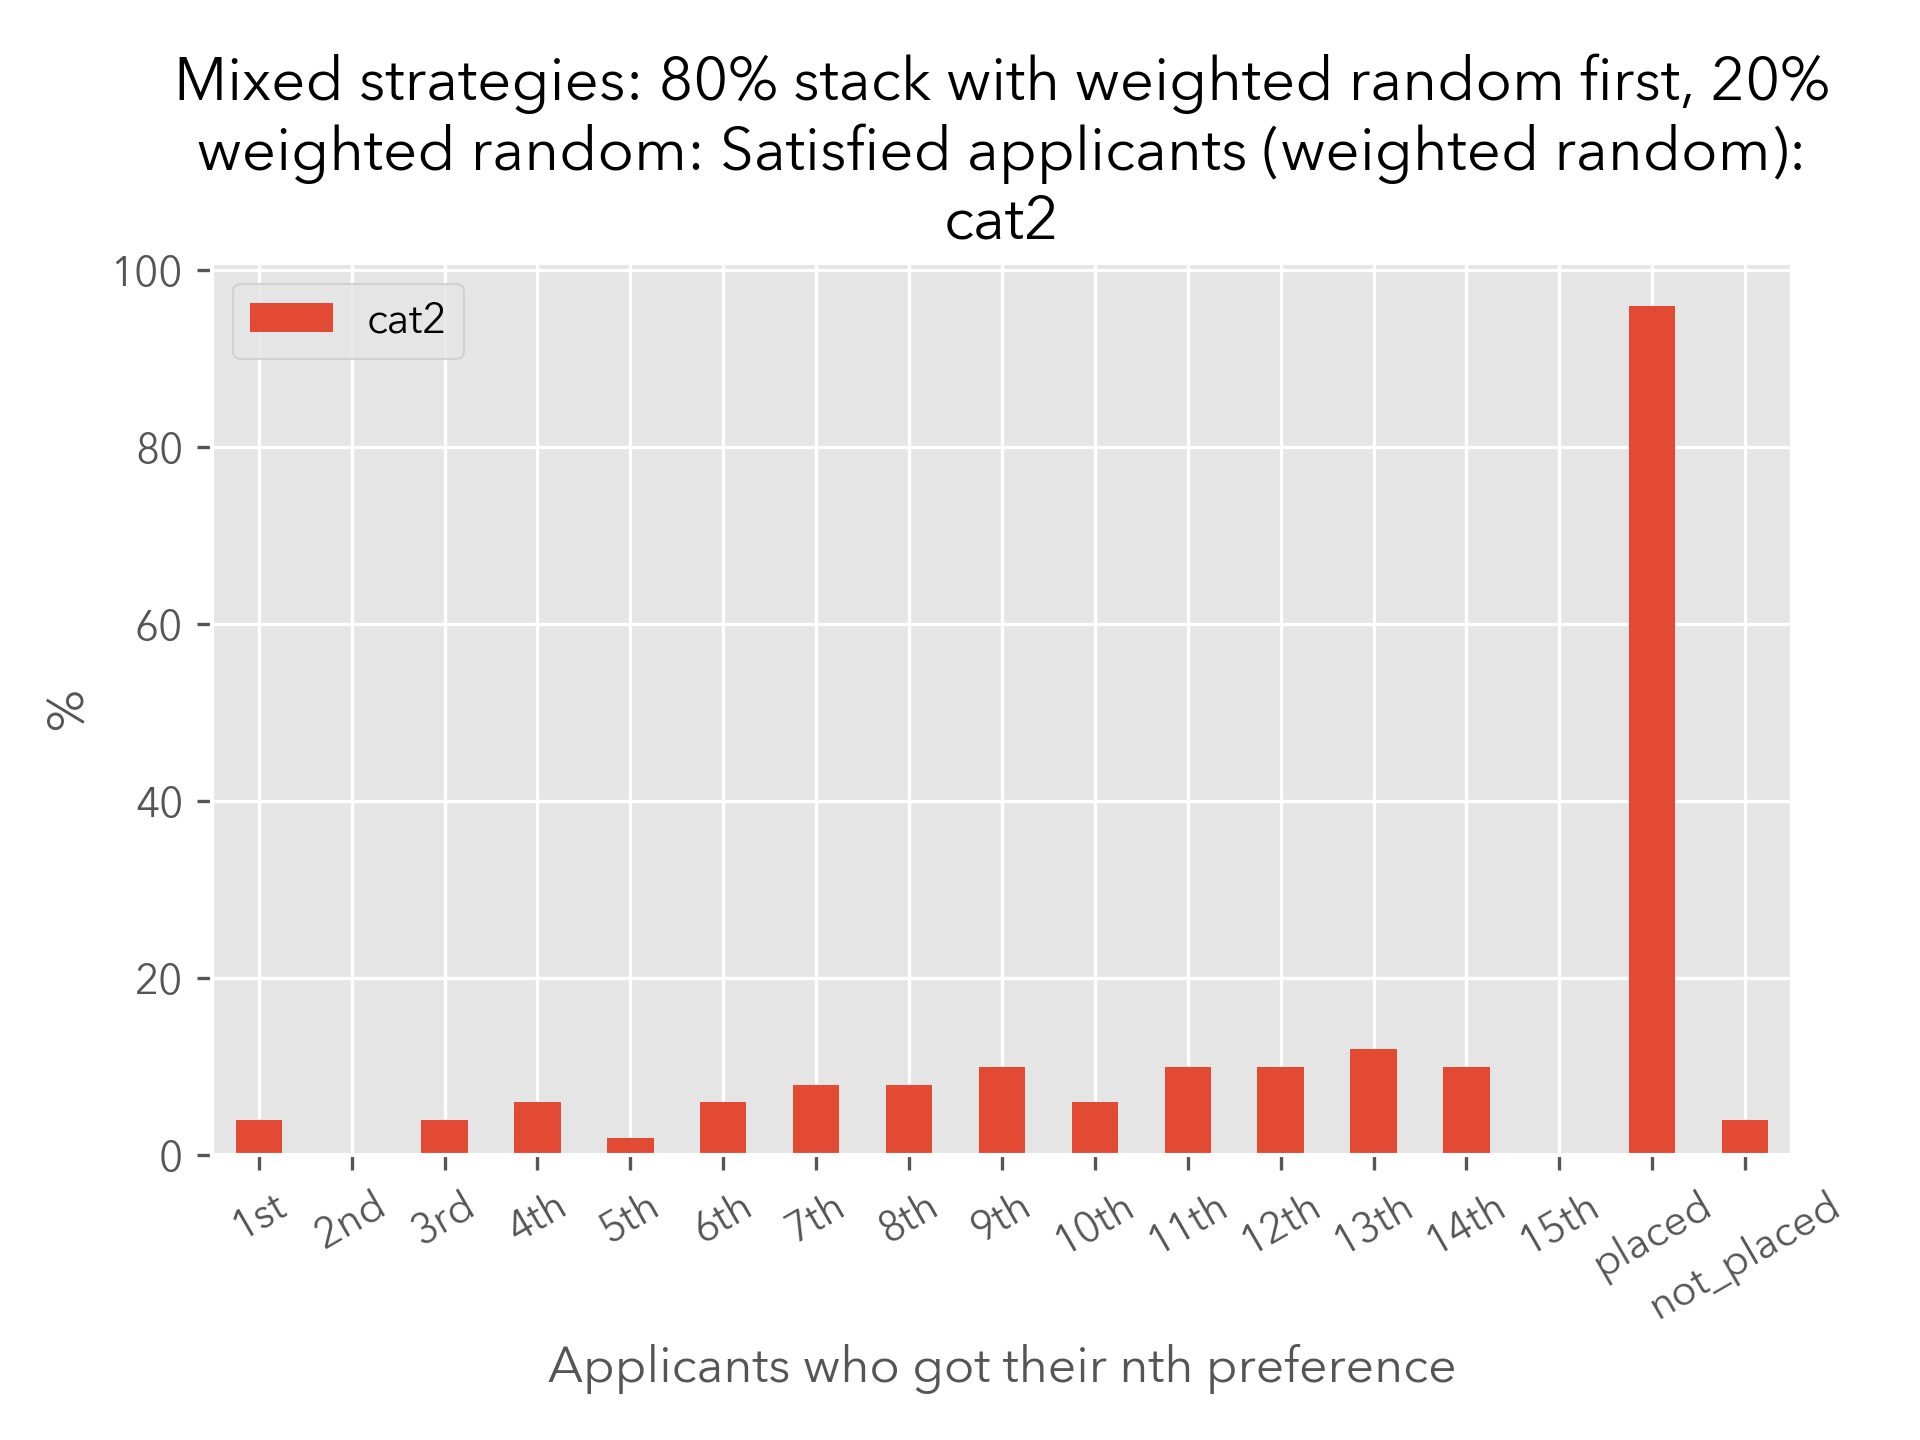 Mixed strategies: 80% stack with weighted random first, 20%
weighted random: Satisfied applicants (weighted random):
cat2
100
80
60
40
20
0
%
cat2
1st
2nd
3rd
4th
5th
6th
7th
8th
9th
10th
11th
12th
13th
14th
15th
placed
not_placed
Applicants who got their nth preference